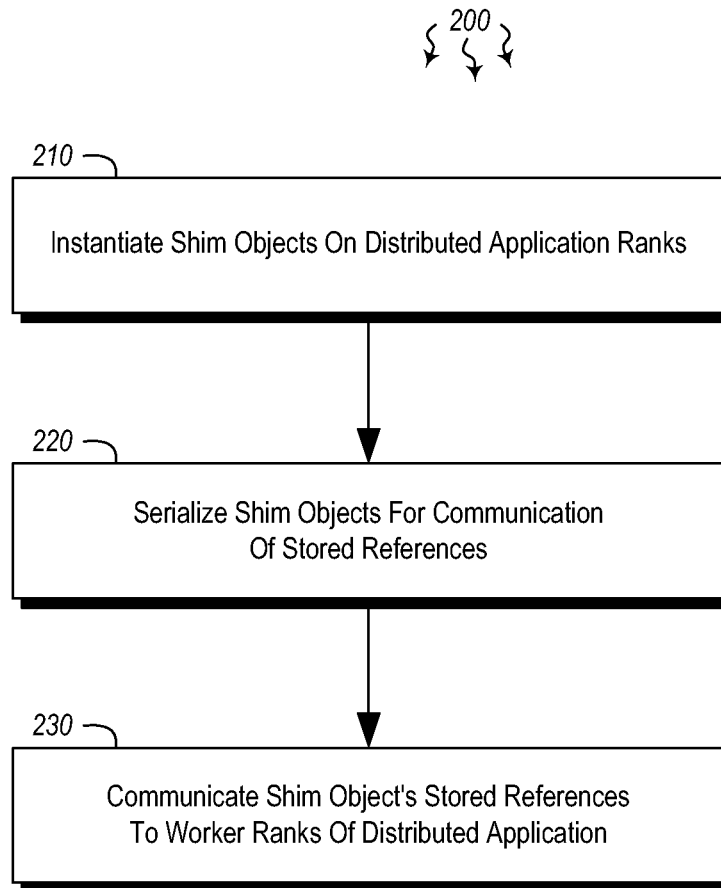 200
210
Instantiate Shim Objects On Distributed Application Ranks
220
Serialize Shim Objects For Communication
Of Stored References
230
Communicate Shim Object's Stored References
To Worker Ranks Of Distributed Application